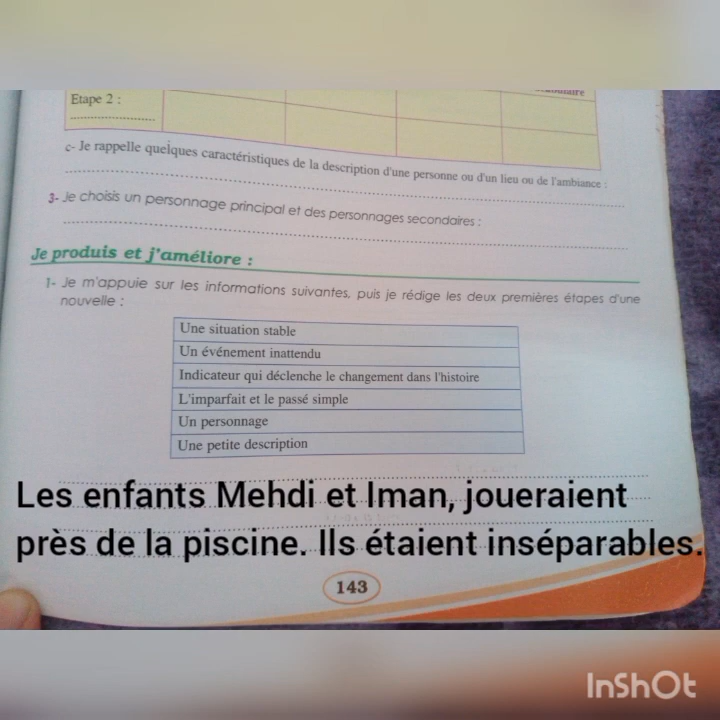 Etape 2 :
c- Je rappelle quelques caractéristiques de la description d'une personne ou d'un lieu ou de l'ambiance :
3- Je choisis un personnage principal et des personnages secondaires :
Je produis et j'améliore :
1- Je m'appuie sur les informations suivantes, puis je rédige les deux premières étapes d'une
nouvelle :
Une situation stable
Un événement inattendu
Indicateur qui déclenche le changement dans l'histoire
L'imparfait et le passé simple
Un personnage
Une petite description
Les enfants Mehdi et Iman, joueraient
près de la piscine. Ils étaient inséparables.
143
InShOt